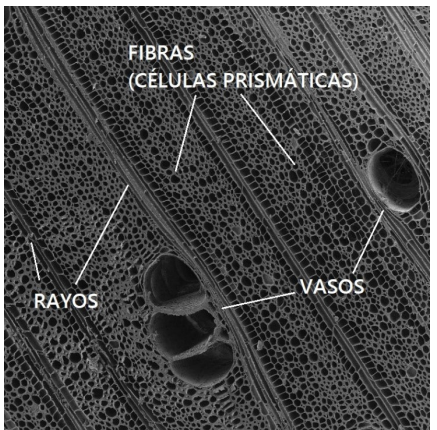 FIBRAS
(CÉLULAS PRISMÁTICAS)
RAYOS
VASOS